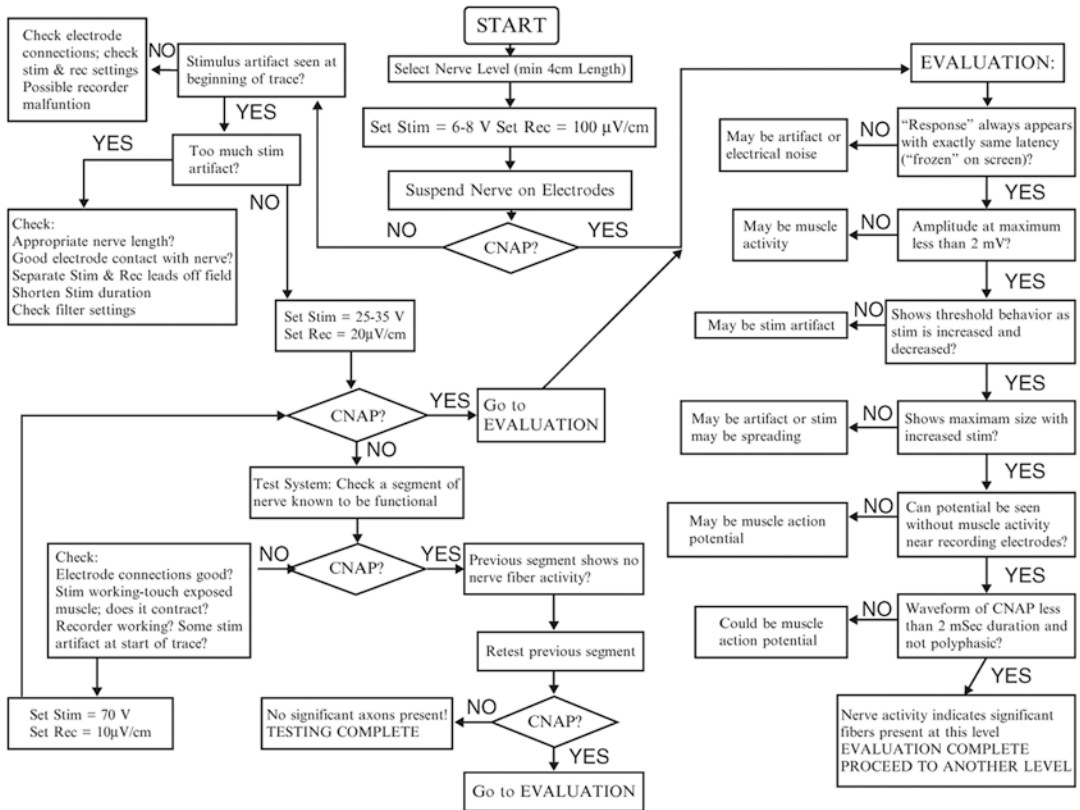 START
Select Nerve Level (min 4cm Length)
Set Stim = 6-8 V Set Rec = 100 µV/cm
Suspend Nerve on Electrodes
CNAP?
NO
YES
Stimulus artifact seen at
beginning of trace?
NO
Check electrode
connections; check
stim & rec settings
Possible recorder
malfuntion
YES
Too much stim
artifact?
YES
Check:
Appropriate nerve length?
Good electrode contact with nerve?
Separate Stim & Rec leads off field
Shorten Stim duration
Check filter settings
NO
Set Stim = 25-35 V
Set Rec = 20µV/cm
CNAP?
YES
Go to
EVALUATION
NO
Test System: Check a segment of
nerve known to be functional
CNAP?
NO
Check:
Electrode connections good?
Stim working-touch exposed
muscle; does it contract?
Recorder working? Some stim
artifact at start of trace?
Set Stim = 70 V
Set Rec = 10µV/cm
YES
Previous segment shows no
nerve fiber activity?
Retest previous segment
CNAP?
NO
No significant axons present!
TESTING COMPLETE
YES
Go to EVALUATION
EVALUATION:
“Response” always appears
with exactly same latency
(“frozen” on screen)?
NO
May be artifact or
electrical noise
YES
Amplitude at maximum
less than 2 mV?
NO
May be muscle
activity
YES
Shows threshold behavior as
stim is increased and
decreased?
NO
May be stim artifact
YES
Shows maximam size with
increased stim?
NO
May be artifact or stim
may be spreading
YES
Can potential be seen
without muscle activity
near recording electrodes?
NO
May be muscle action
potential
YES
Waveform of CNAP less
than 2 mSec duration and
not polyphasic?
NO
Could be muscle
action potential
YES
Nerve activity indicates significant
fibers present at this level
EVALUATION COMPLETE
PROCEED TO ANOTHER LEVEL